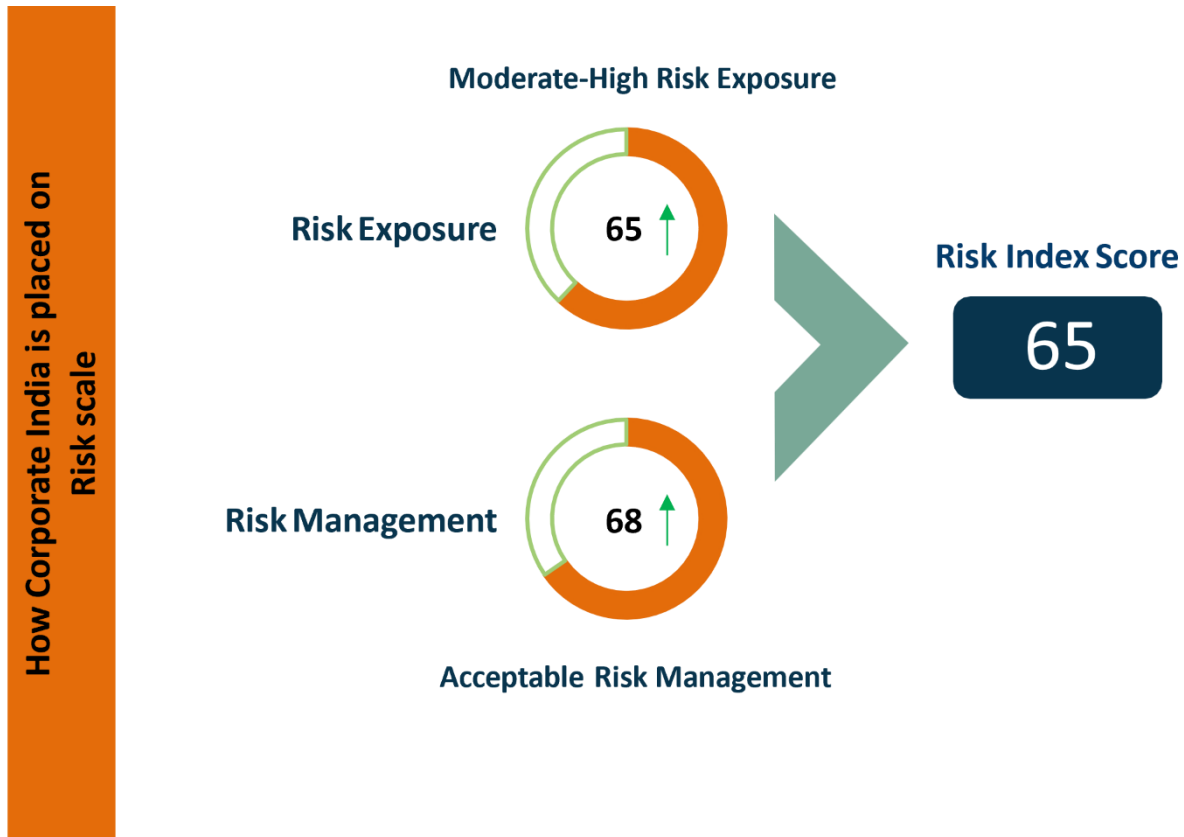 How Corporate India is placed on
Risk scale
Moderate-High Risk Exposure
Risk Exposure
65
Risk Index Score
65
Risk Management
68
Acceptable Risk Management